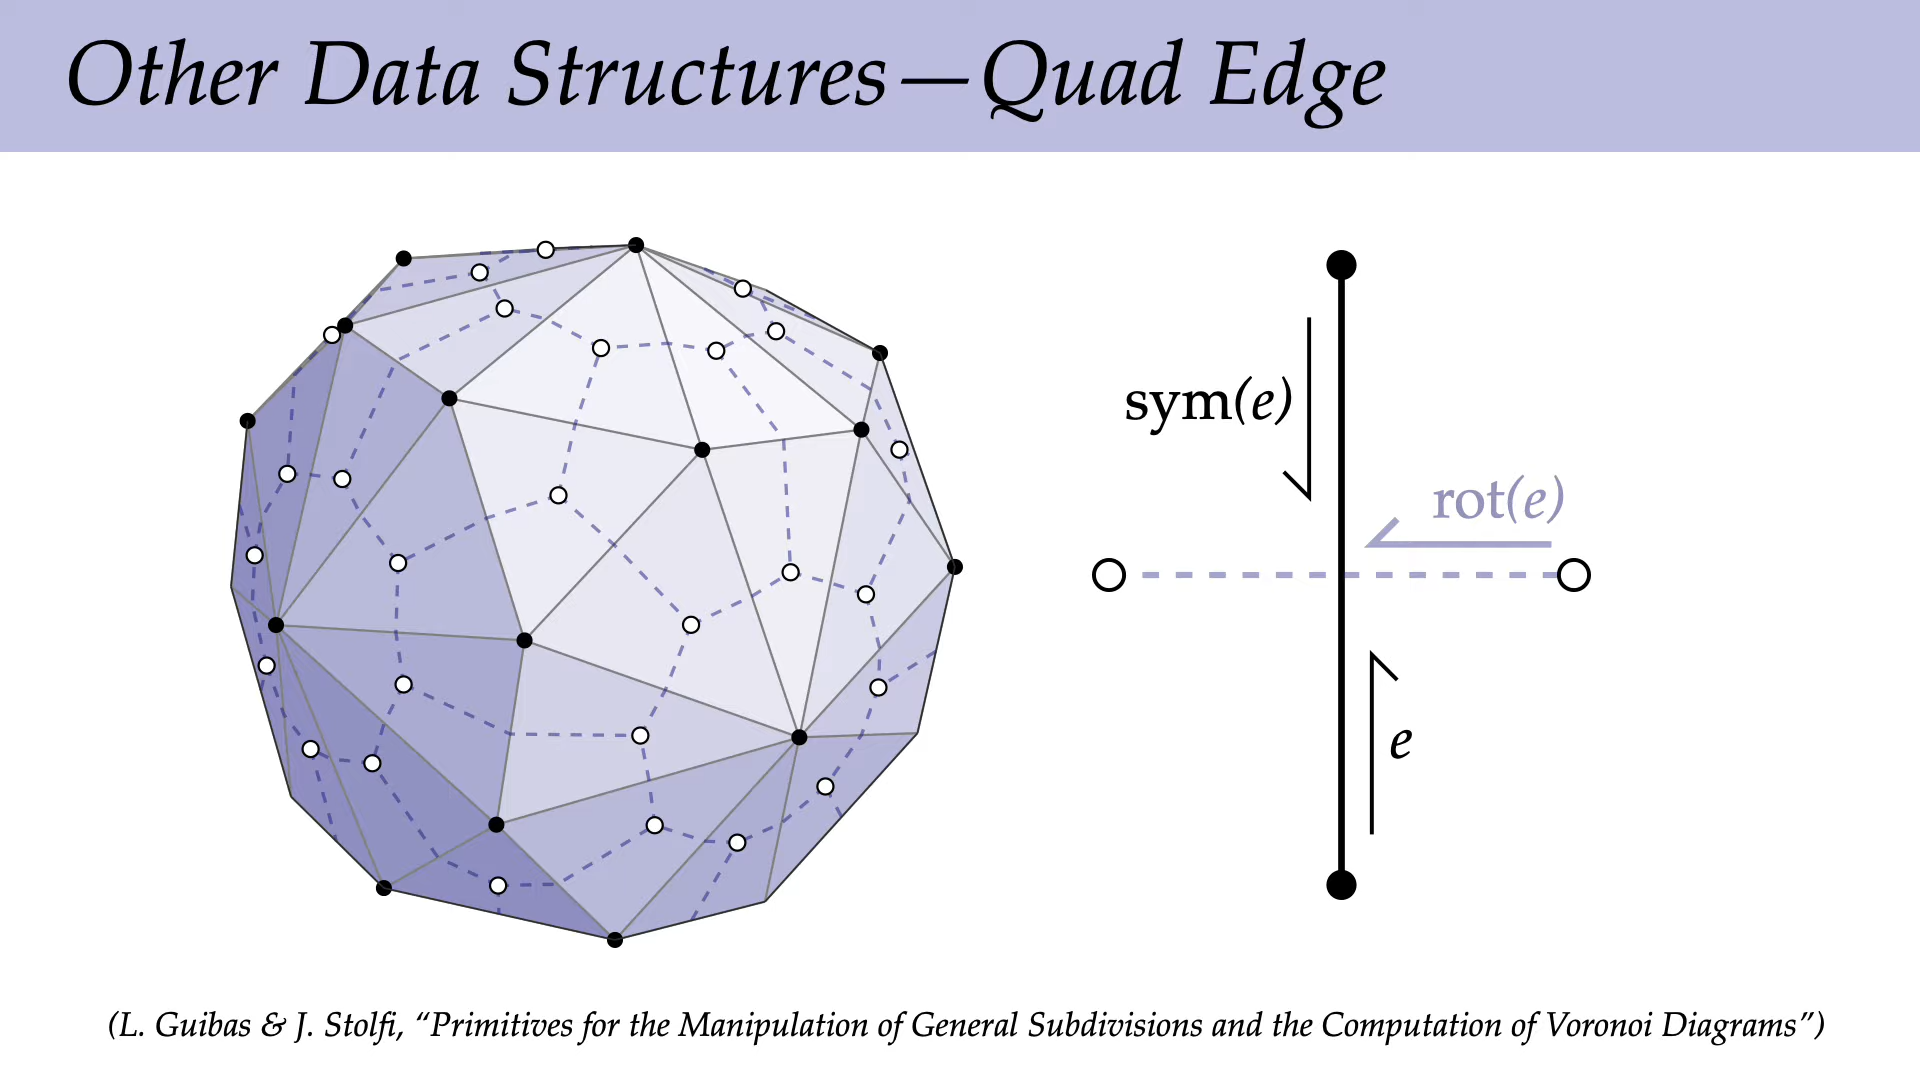 Other Data Structures—Quad Edge
sym(e)
rot(e)
e
(L. Guibas & J. Stolfi, “Primitives for the Manipulation of General Subdivisions and the Computation of Voronoi Diagrams”)